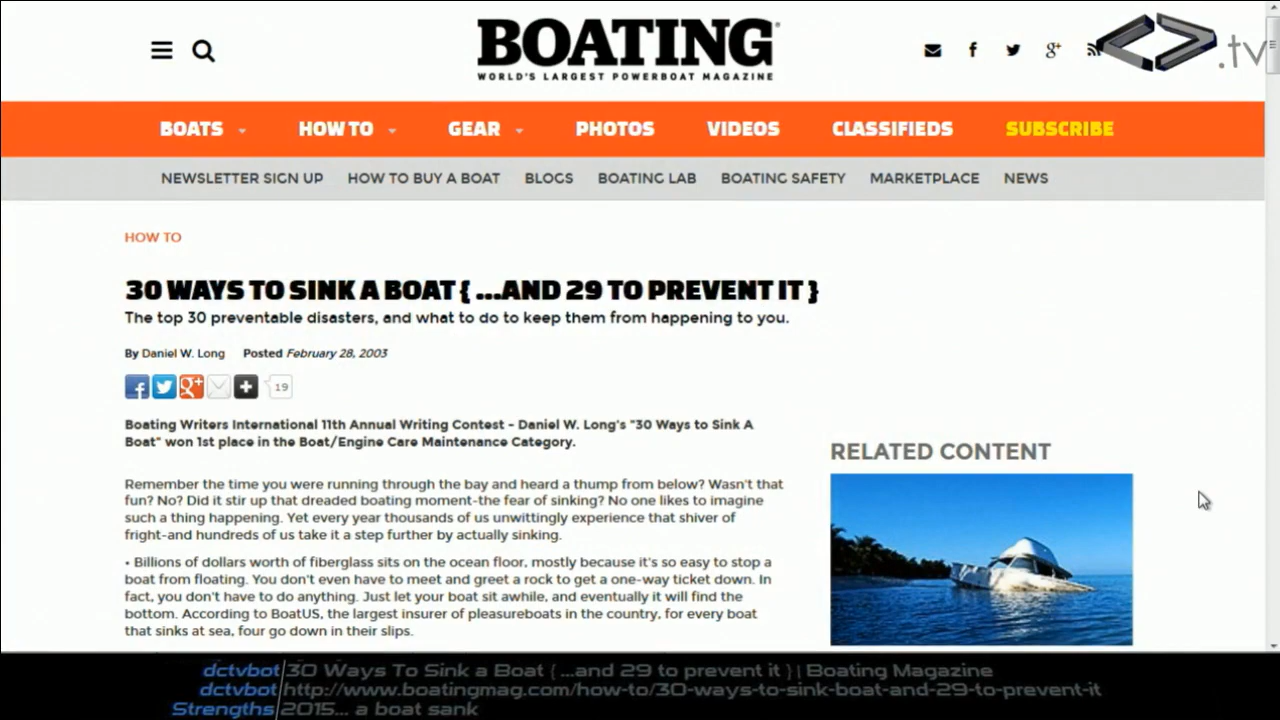 BOATING
WORLD'S LARGEST POWERBOAT MAGAZINE
.tv
BOATS HOW TO GEAR PHOTOS VIDEOS CLASSIFIEDS SUBSCRIBE
NEWSLETTER SIGN UP HOW TO BUY A BOAT BLOGS BOATING LAB BOATING SAFETY MARKETPLACE NEWS
HOW TO
30 WAYS TO SINK A BOAT { ...AND 29 TO PREVENT IT }
The top 30 preventable disasters, and what to do to keep them from happening to you.
By Daniel W. Long Posted February 28, 2003
19
Boating Writers International 11th Annual Writing Contest - Daniel W. Long's "30 Ways to Sink A
Boat" won 1st place in the Boat/Engine Care Maintenance Category.
Remember the time you were running through the bay and heard a thump from below? Wasn't that
fun? No? Did it stir up that dreaded boating moment-the fear of sinking? No one likes to imagine
such a thing happening. Yet every year thousands of us unwittingly experience that shiver of
fright-and hundreds of us take it a step further by actually sinking.
• Billions of dollars worth of fiberglass sits on the ocean floor, mostly because it's so easy to stop a
boat from floating. You don't even have to meet and greet a rock to get a one-way ticket down. In
fact, you don't have to do anything. Just let your boat sit awhile, and eventually it will find the
bottom. According to BoatUS, the largest insurer of pleasureboats in the country, for every boat
that sinks at sea, four go down in their slips.
RELATED CONTENT
dctvbot 30 Ways To Sink a Boat { ...and 29 to prevent it } | Boating Magazine
dctvbot http://www.boatingmag.com/how-to/30-ways-to-sink-boat-and-29-to-prevent-it
Strengths 2015... a boat sank